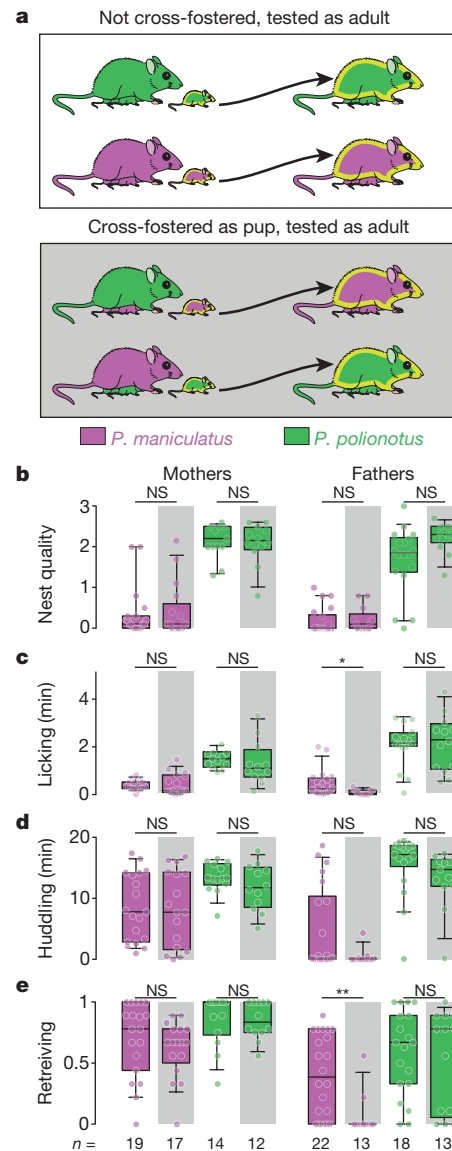 a
Not cross-fostered, tested as adult
Cross-fostered as pup, tested as adult
P. maniculatus P. polionotus
b Mothers Fathers
NS NS NS NS
Nest quality
3
2
1
0
c NS NS * NS
Licking (min)
4
2
0
d NS NS NS NS
Huddling (min)
20
10
0
e NS NS ** NS
Retreiving
1
0.5
0
n = 19 17 14 12 22 13 18 13